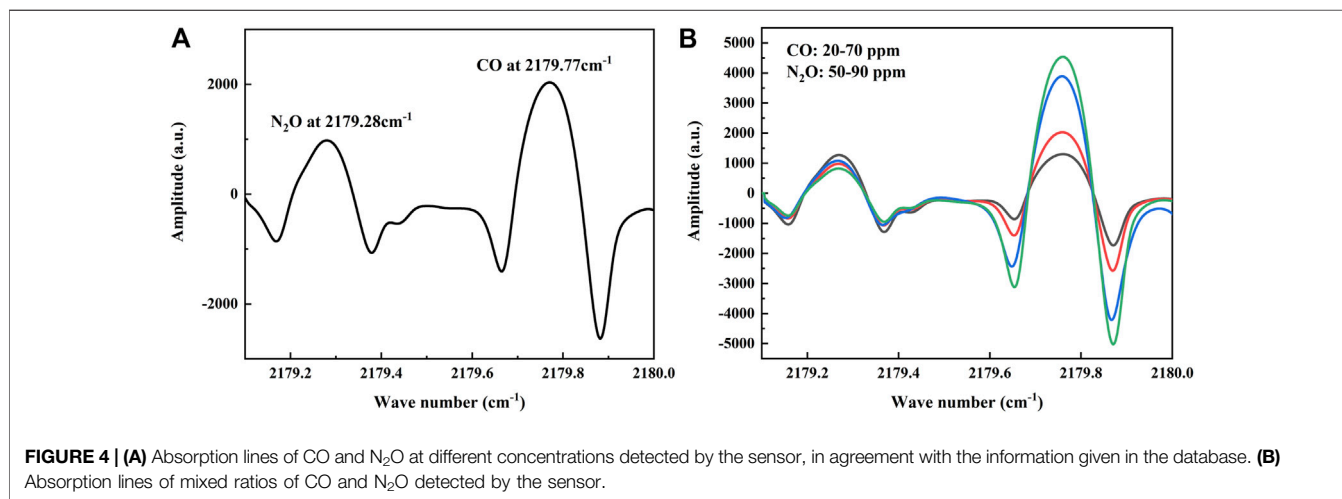 A
CO at 2179.77cm⁻¹
N₂O at 2179.28cm⁻¹
2000
0
-2000
Amplitude (a.u.)
2179.2 2179.4 2179.6 2179.8 2180.0
Wave number (cm⁻¹)
B
CO: 20-70 ppm
N₂O: 50-90 ppm
5000
4000
3000
2000
1000
0
-1000
-2000
-3000
-4000
-5000
Amplitude (a.u.)
2179.2 2179.4 2179.6 2179.8 2180.0
Wave number (cm⁻¹)
FIGURE 4 | (A) Absorption lines of CO and N₂O at different concentrations detected by the sensor, in agreement with the information given in the database. (B)
Absorption lines of mixed ratios of CO and N₂O detected by the sensor.